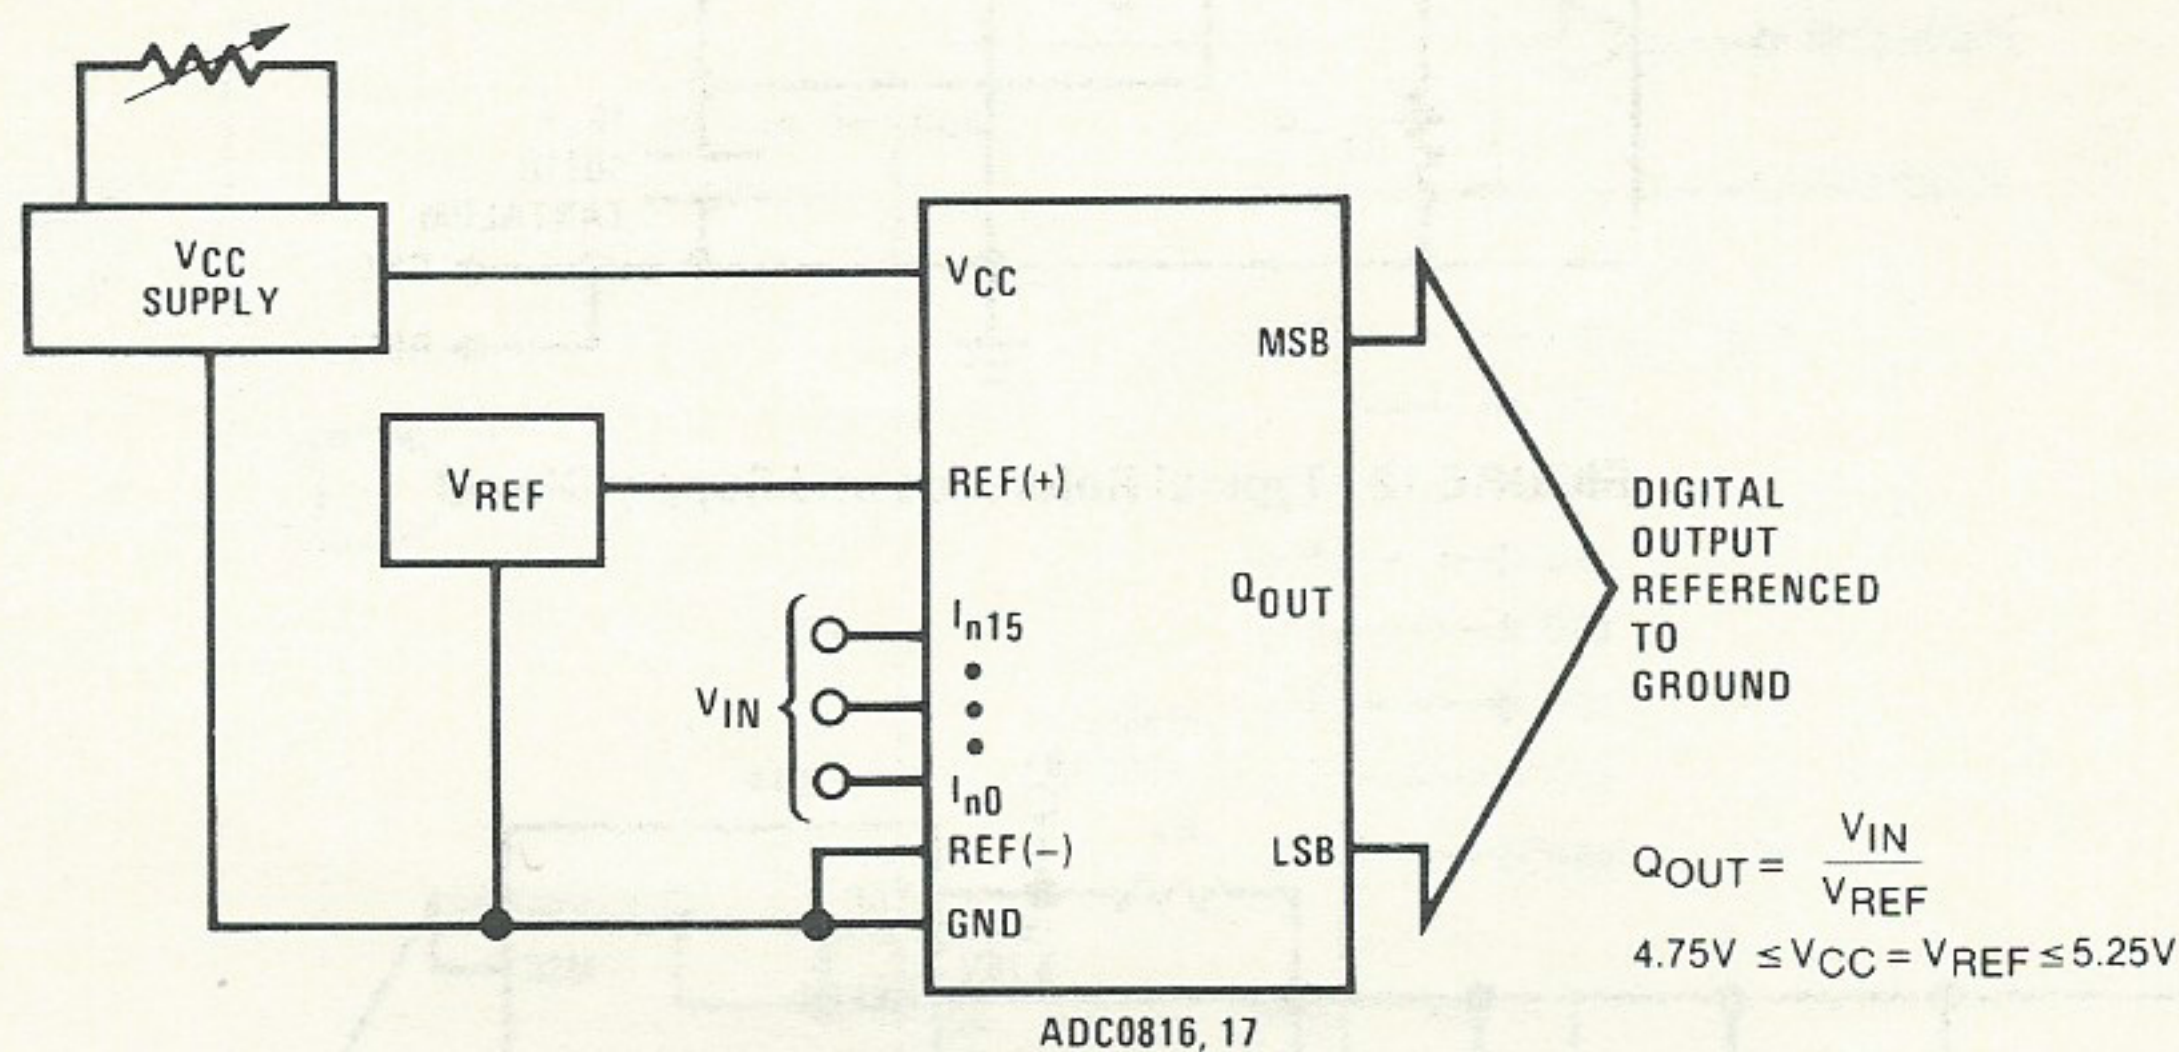 VCC
SUPPLY
VCC
MSB
VREF
REF(+)
DIGITAL
OUTPUT
REFERENCED
TO
GROUND
QOUT
In15
VIN
In0
REF(−)
LSB
GND
QOUT = VIN / VREF
4.75V ≤ VCC = VREF ≤ 5.25V
ADC0816, 17